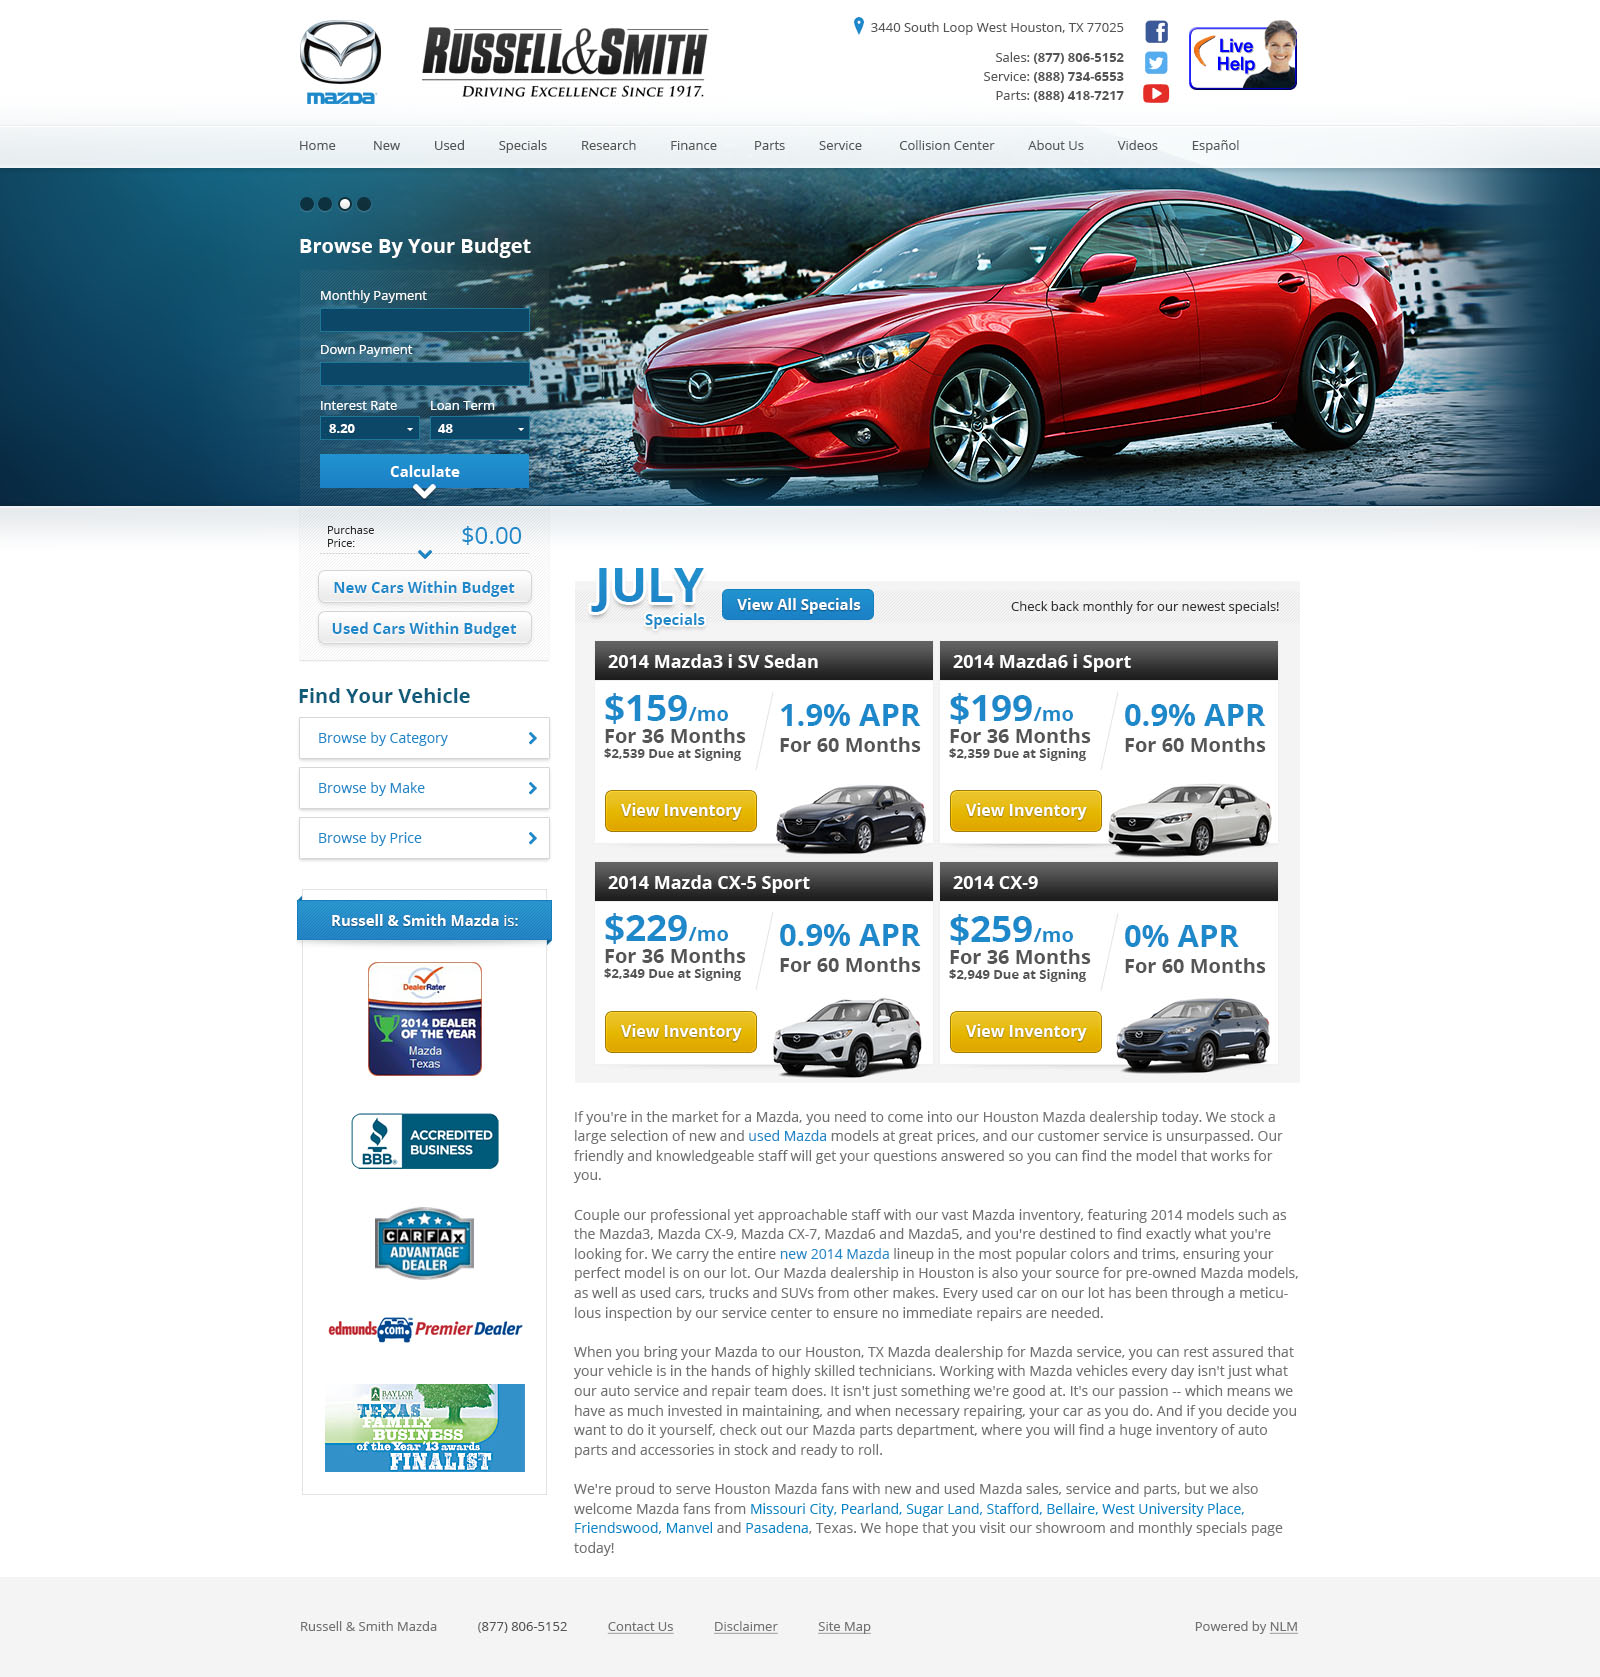 mazda
RUSSELL&SMITH
DRIVING EXCELLENCE SINCE 1917.
3440 South Loop West Houston, TX 77025
Sales: (877) 806-5152
Service: (888) 734-6553
Parts: (888) 418-7217
Live
Help
Home New Used Specials Research Finance Parts Service Collision Center About Us Videos Español
Browse By Your Budget
Monthly Payment
Down Payment
Interest Rate Loan Term
8.20 48
Calculate
Purchase
Price:
$0.00
New Cars Within Budget
Used Cars Within Budget
Find Your Vehicle
Browse by Category
Browse by Make
Browse by Price
Russell & Smith Mazda is:
DealerRater
2014 DEALER
OF THE YEAR
Mazda
Texas
BBB
ACCREDITED
BUSINESS
CARFAX
ADVANTAGE™
DEALER
edmunds.com Premier Dealer
BAYLOR
TEXAS
FAMILY
BUSINESS
of the Year '13 awards
FINALIST
JULY
Specials
View All Specials
Check back monthly for our newest specials!
2014 Mazda3 i SV Sedan
$159/mo
For 36 Months
$2,539 Due at Signing
1.9% APR
For 60 Months
View Inventory
2014 Mazda6 i Sport
$199/mo
For 36 Months
$2,359 Due at Signing
0.9% APR
For 60 Months
View Inventory
2014 Mazda CX-5 Sport
$229/mo
For 36 Months
$2,349 Due at Signing
0.9% APR
For 60 Months
View Inventory
2014 CX-9
$259/mo
For 36 Months
$2,949 Due at Signing
0% APR
For 60 Months
View Inventory
If you're in the market for a Mazda, you need to come into our Houston Mazda dealership today. We stock a
large selection of new and used Mazda models at great prices, and our customer service is unsurpassed. Our
friendly and knowledgeable staff will get your questions answered so you can find the model that works for
you.
Couple our professional yet approachable staff with our vast Mazda inventory, featuring 2014 models such as
the Mazda3, Mazda CX-9, Mazda CX-7, Mazda6 and Mazda5, and you're destined to find exactly what you're
looking for. We carry the entire new 2014 Mazda lineup in the most popular colors and trims, ensuring your
perfect model is on our lot. Our Mazda dealership in Houston is also your source for pre-owned Mazda models,
as well as used cars, trucks and SUVs from other makes. Every used car on our lot has been through a meticu-
lous inspection by our service center to ensure no immediate repairs are needed.
When you bring your Mazda to our Houston, TX Mazda dealership for Mazda service, you can rest assured that
your vehicle is in the hands of highly skilled technicians. Working with Mazda vehicles every day isn't just what
our auto service and repair team does. It isn't just something we're good at. It's our passion -- which means we
have as much invested in maintaining, and when necessary repairing, your car as you do. And if you decide you
want to do it yourself, check out our Mazda parts department, where you will find a huge inventory of auto
parts and accessories in stock and ready to roll.
We're proud to serve Houston Mazda fans with new and used Mazda sales, service and parts, but we also
welcome Mazda fans from Missouri City, Pearland, Sugar Land, Stafford, Bellaire, West University Place,
Friendswood, Manvel and Pasadena, Texas. We hope that you visit our showroom and monthly specials page
today!
Russell & Smith Mazda (877) 806-5152 Contact Us Disclaimer Site Map Powered by NLM